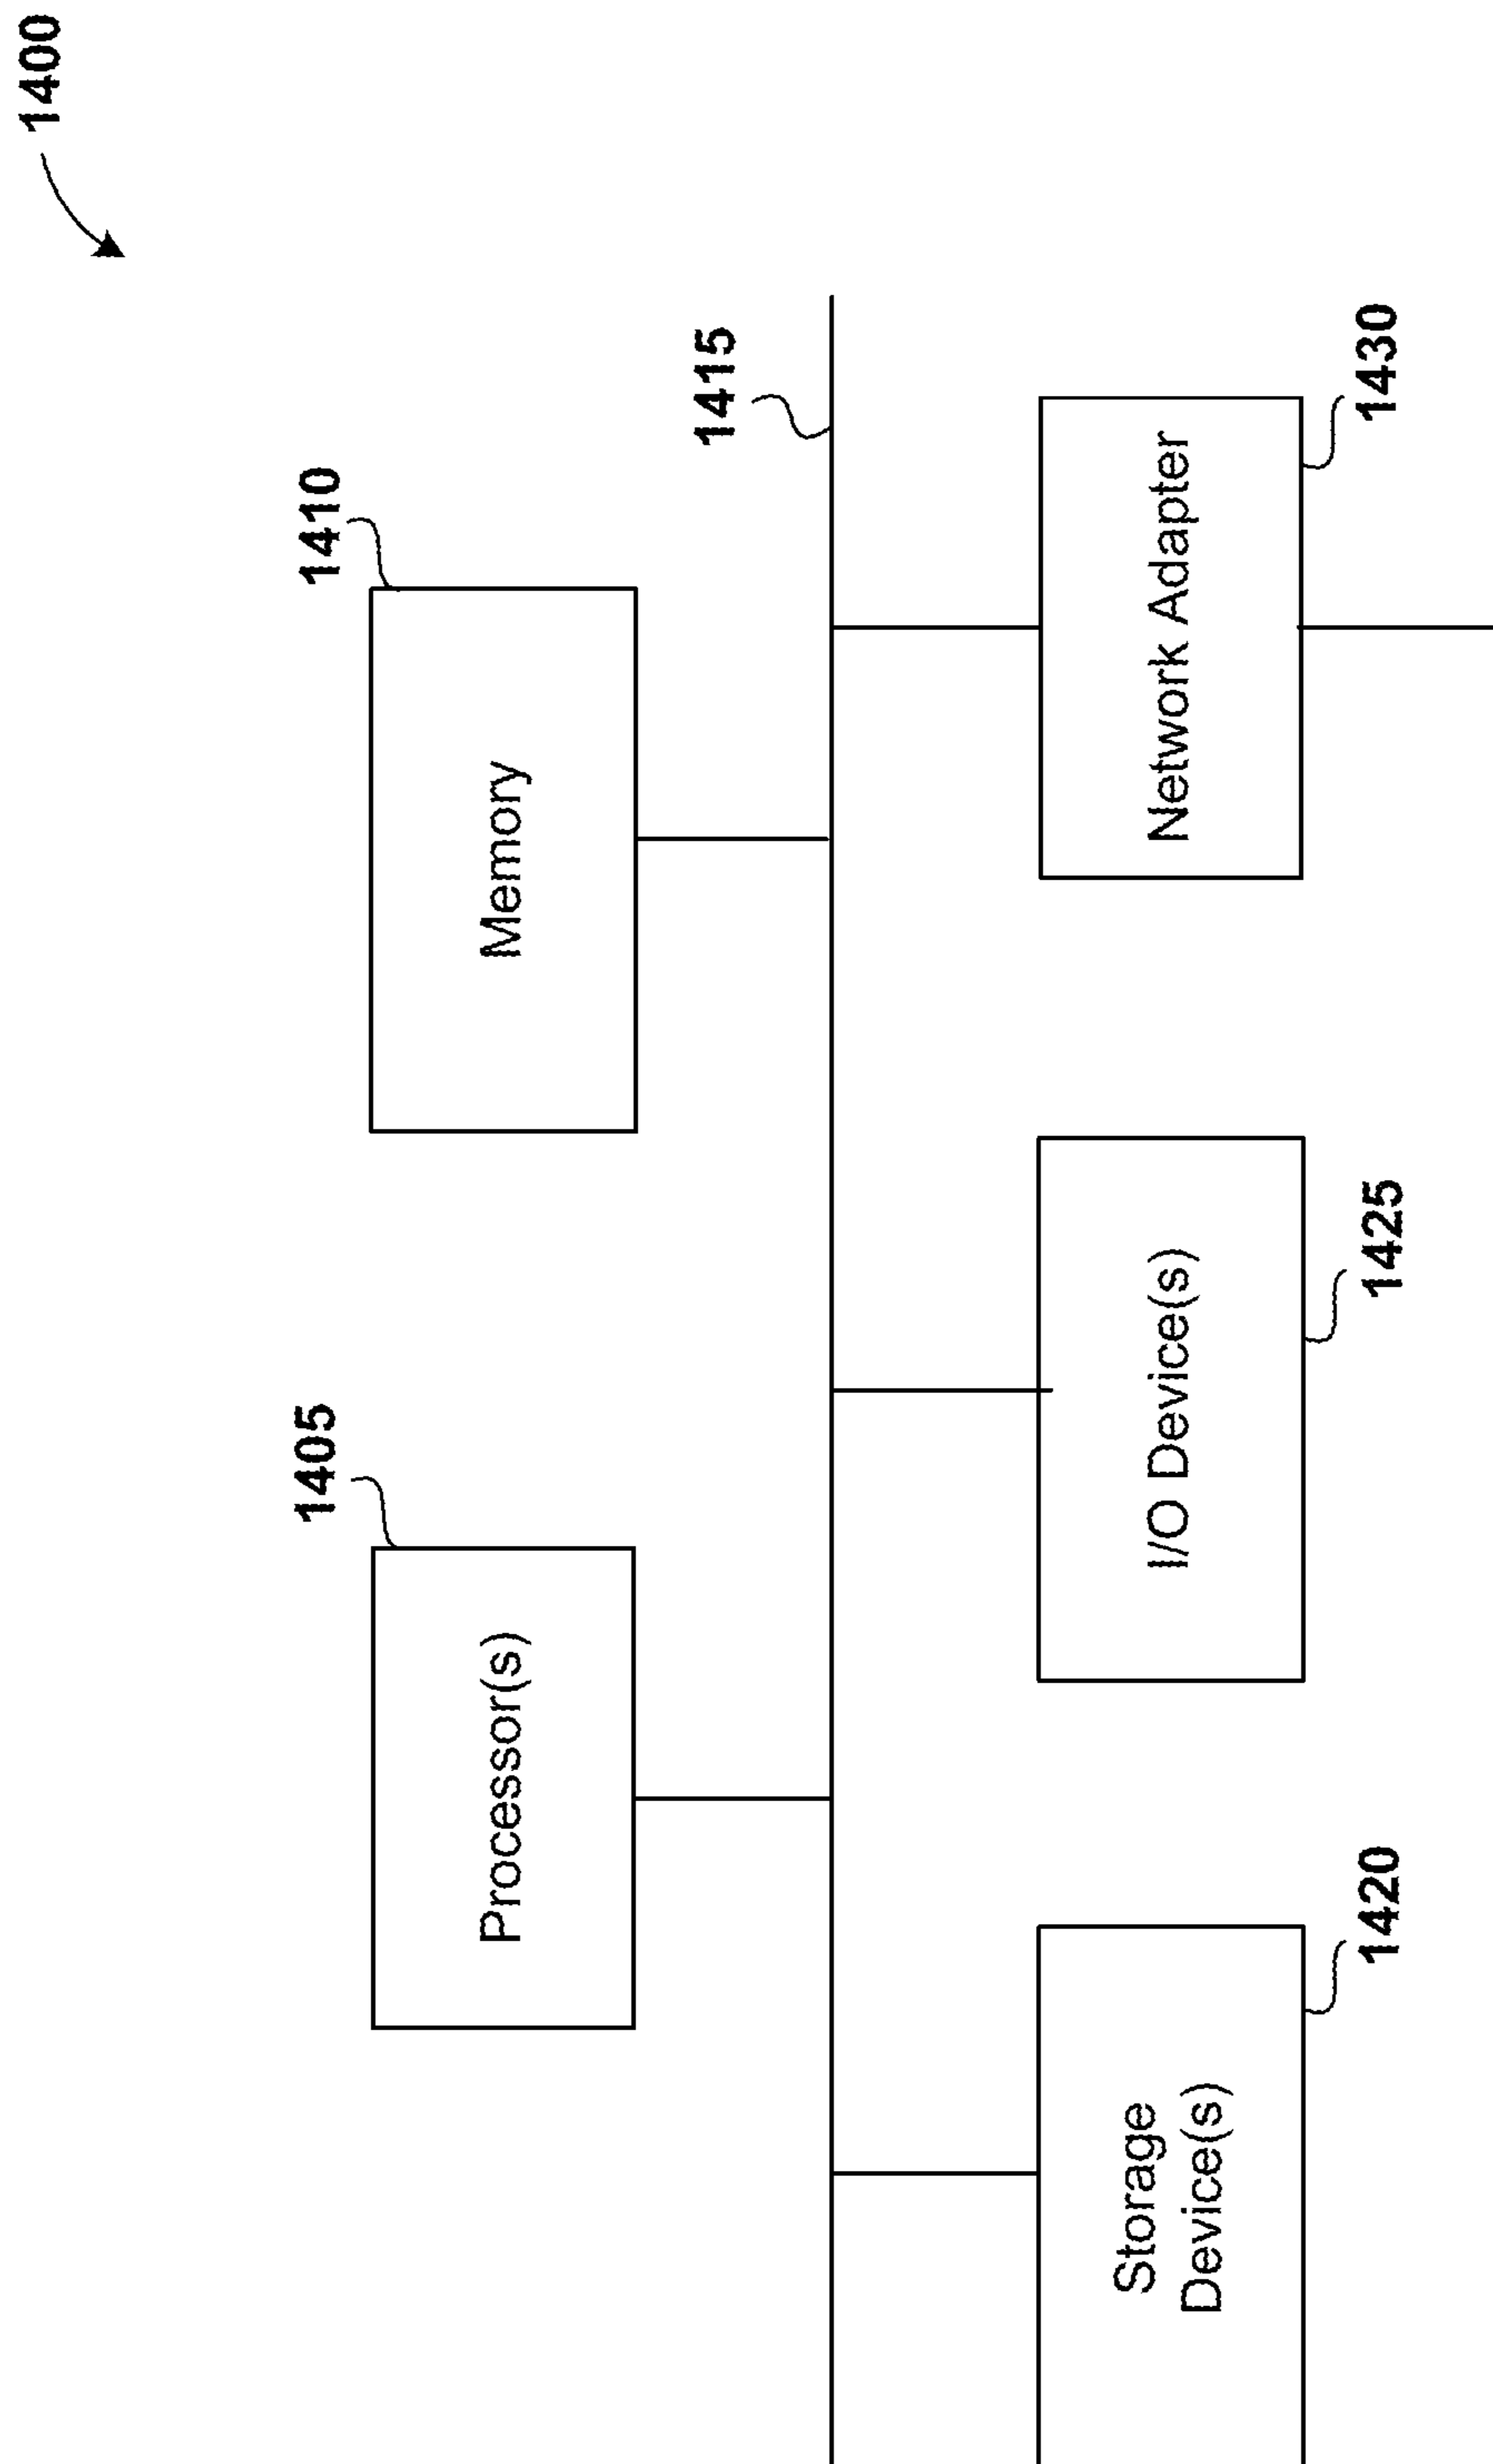 1400
1405
1410
1415
Processor(s)
Memory
Storage
Device(s)
I/O Device(s)
Network Adapter
1420
1425
1430